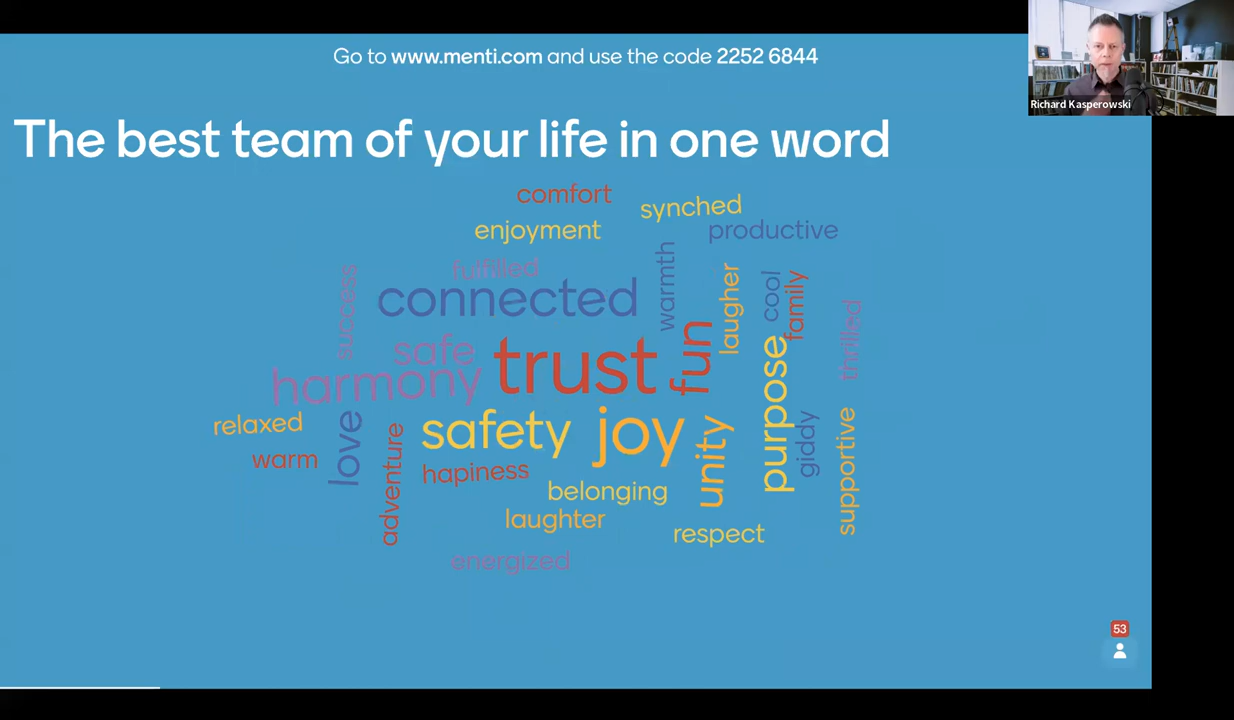 Go to www.menti.com and use the code 2252 6844
Richard Kasperowski
The best team of your life in one word
comfort
synched
enjoyment
productive
fulfilled
warmth
laugher
cool
family
success
connected
thrilled
safe
trust
fun
harmony
purpose
relaxed
love
safety
joy
unity
giddy
supportive
warm
adventure
hapiness
belonging
laughter
respect
energized
53